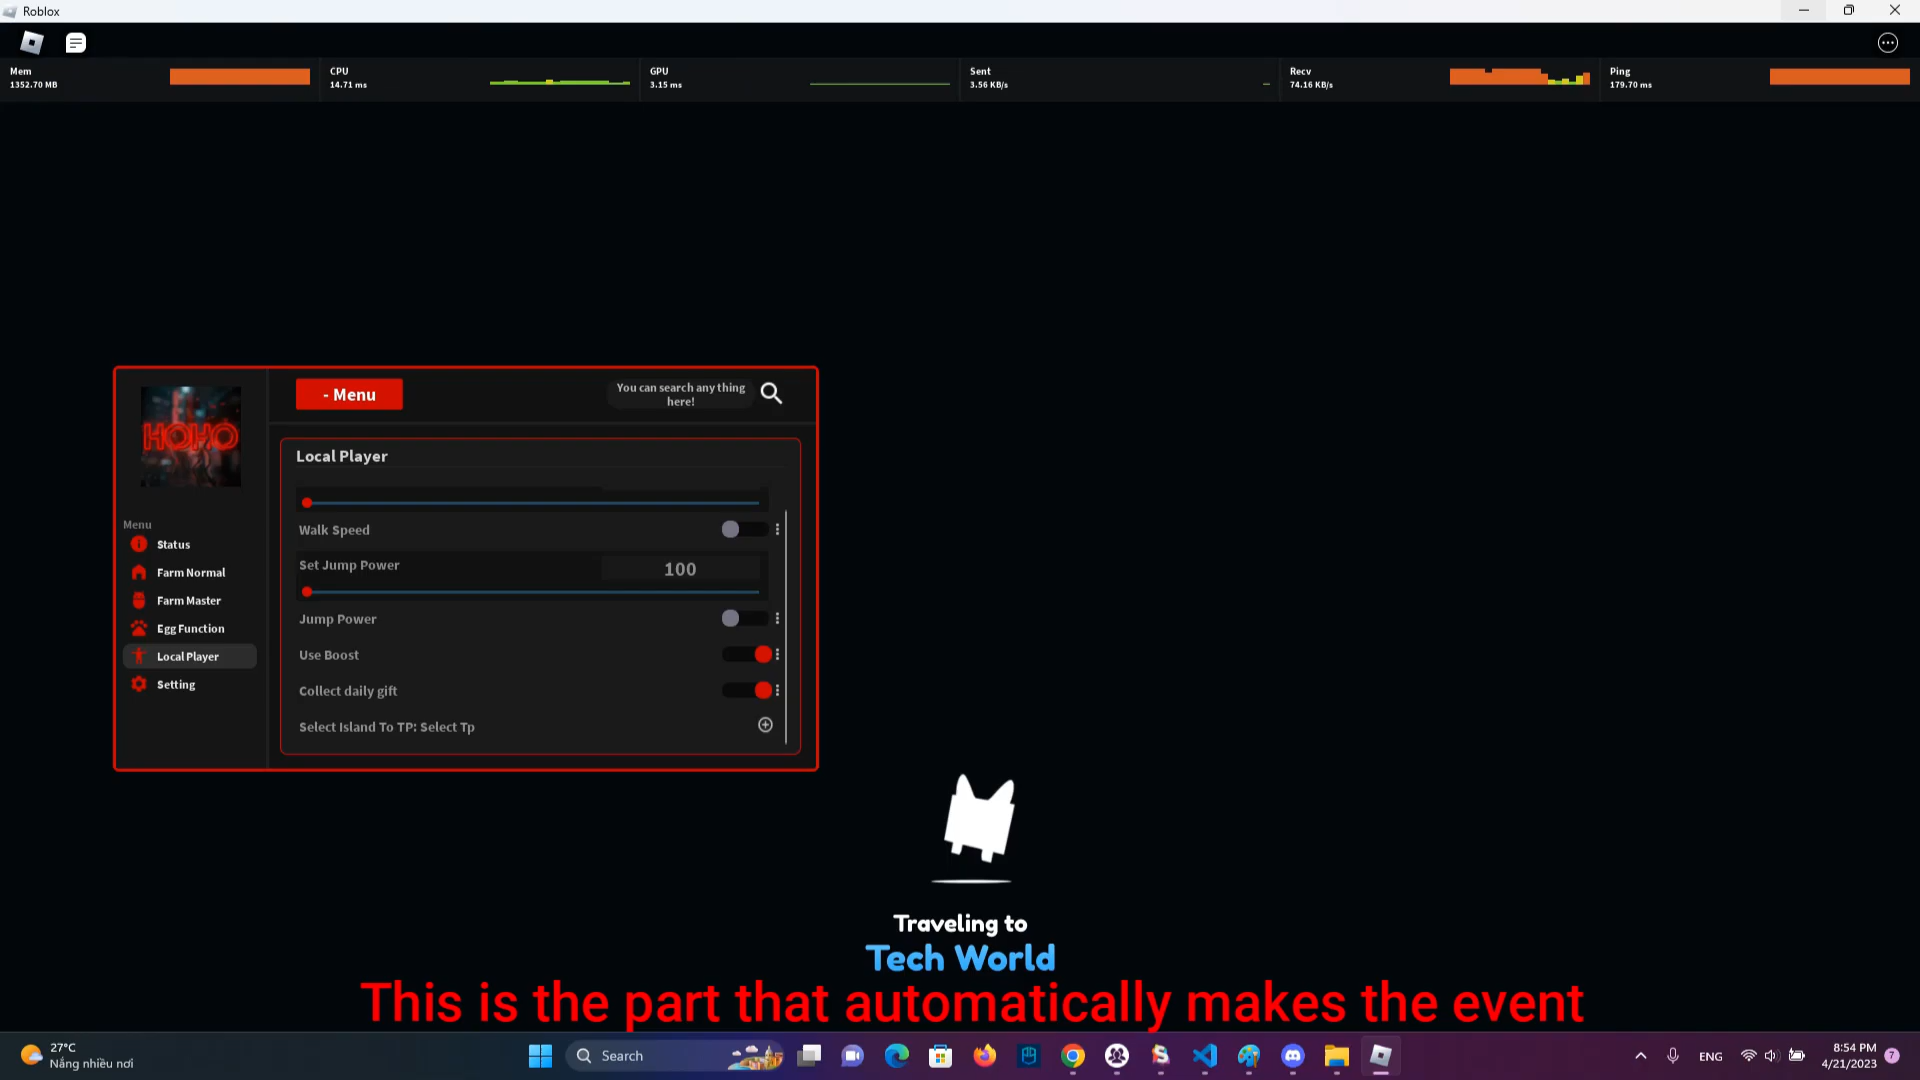 Roblox
Mem
1352.70 MB
CPU
14.71 ms
GPU
3.15 ms
Sent
3.56 KB/s
Recv
74.16 KB/s
Ping
179.70 ms
HOHO
- Menu
You can search any thing
here!
Local Player
Menu
Status
Farm Normal
Farm Master
Egg Function
Local Player
Setting
Walk Speed
Set Jump Power
100
Jump Power
Use Boost
Collect daily gift
Select Island To TP: Select Tp
Traveling to
Tech World
This is the part that automatically makes the event
27°C
Nắng nhiều nơi
Search
ENG
8:54 PM
4/21/2023
7